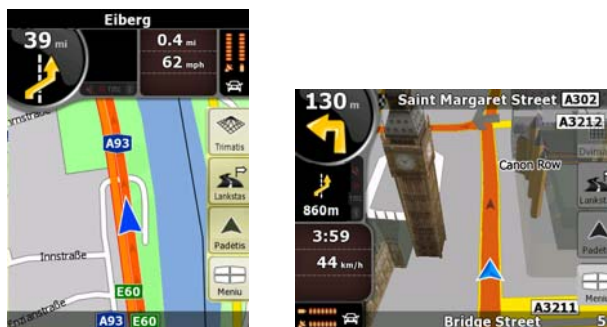 Eiberg
39 mi
0.4 mi
62 mph
A93
Trimatis
Lankstas
Padėtis
Innstraße
E60
Meniu
A93 E60
130 m
Saint Margaret Street A302
A3212
Canon Row
860m
3:59
44 km/h
A3211
Bridge Street